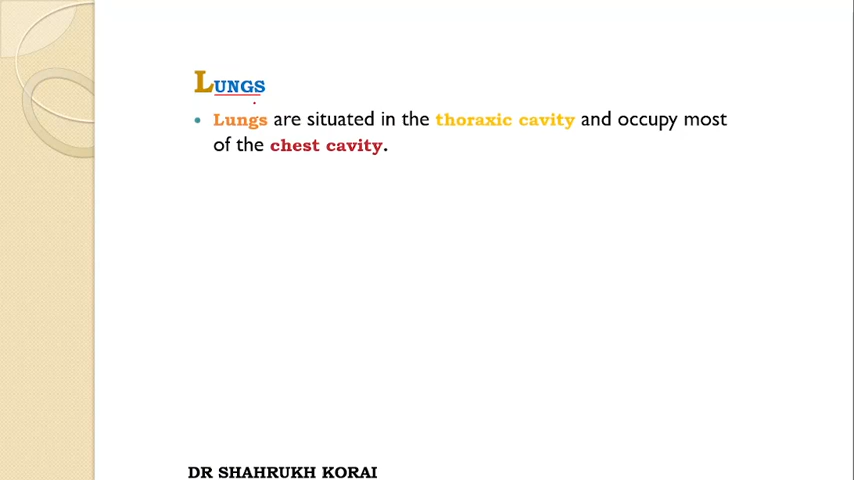 LUNGS
• Lungs are situated in the thoraxic cavity and occupy most
of the chest cavity.
DR SHAHRUKH KORAI